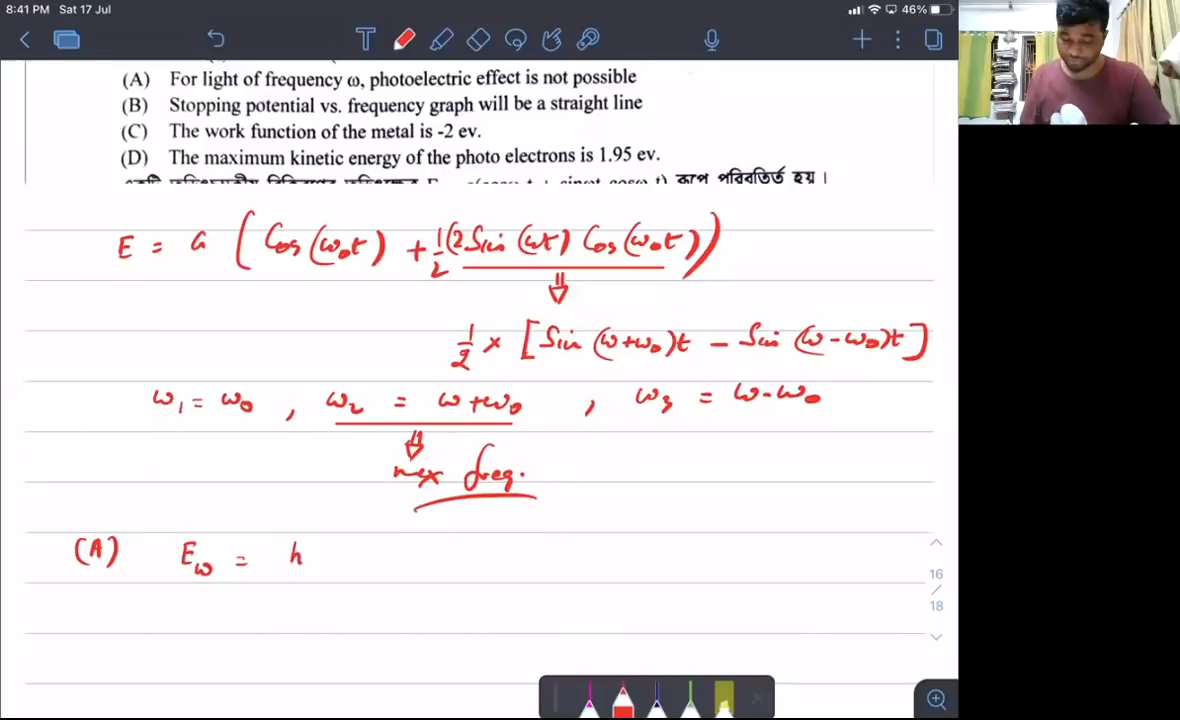 8:41 PM Sat 17 Jul 46%
T
(A) For light of frequency ω, photoelectric effect is not possible
(B) Stopping potential vs. frequency graph will be a straight line
(C) The work function of the metal is -2 ev.
(D) The maximum kinetic energy of the photo electrons is 1.95 ev.
রূপে পরিবর্তিত হয়।
E = a ( Cos (ω₀t) + 1/2 (2 Sin (ωt) Cos (ω₀t)) )
⇓
1/2 × [Sin (ω+ω₀)t − Sin (ω−ω₀)t]
ω₁ = ω₀ , ω₂ = ω+ω₀ , ω₃ = ω-ω₀
⇓
max freq.
(A) E_ω = h
16
/
18